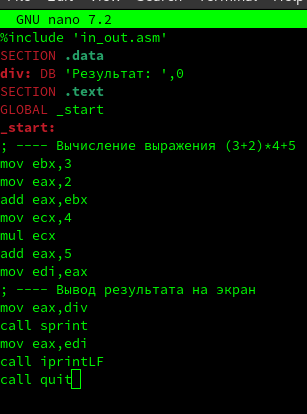 GNU nano 7.2
%include 'in_out.asm'
SECTION .data
div: DB 'Результат: ',0
SECTION .text
GLOBAL _start
_start:
; ---- Вычисление выражения (3+2)*4+5
mov ebx,3
mov eax,2
add eax,ebx
mov ecx,4
mul ecx
add eax,5
mov edi,eax
; ---- Вывод результата на экран
mov eax,div
call sprint
mov eax,edi
call iprintLF
call quit